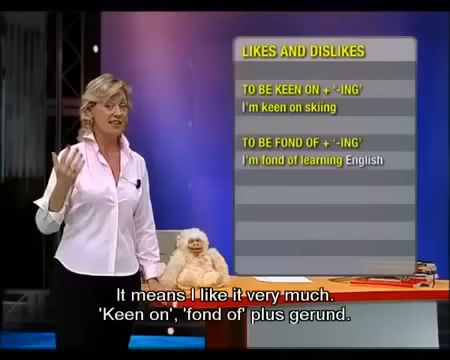 LIKES AND DISLIKES
TO BE KEEN ON + '-ING'
I'm keen on skiing
TO BE FOND OF + '-ING'
I'm fond of learning English
It means I like it very much.
'Keen on', 'fond of' plus gerund.